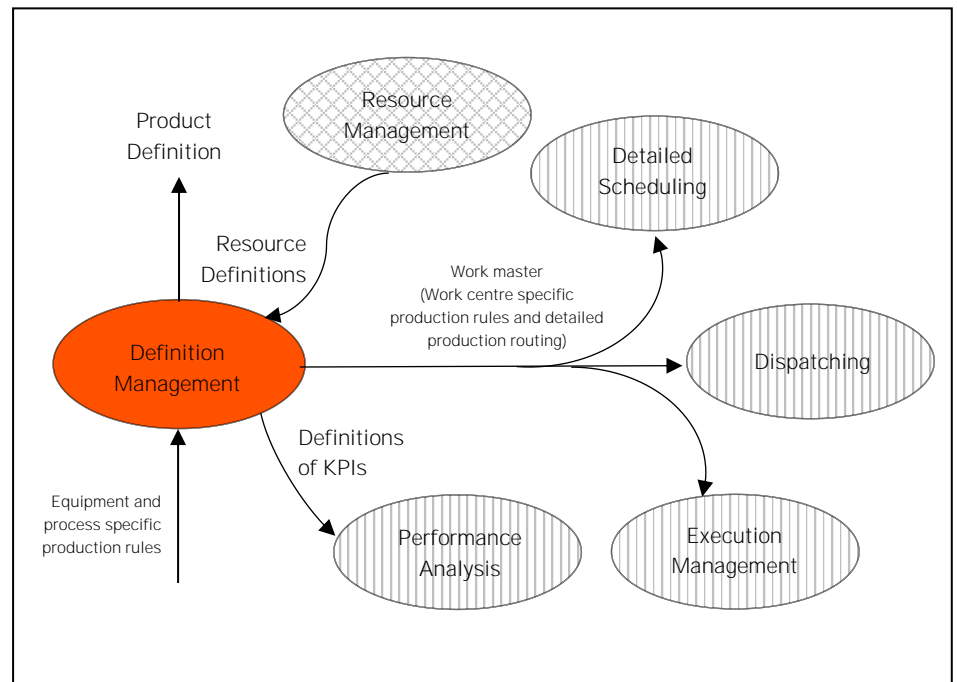 Resource
Management
Product
Definition
Detailed
Scheduling
Resource
Definitions
Work master
(Work centre specific
production rules and detailed
production routing)
Definition
Management
Dispatching
Definitions
of KPIs
Equipment and
process specific
production rules
Performance
Analysis
Execution
Management